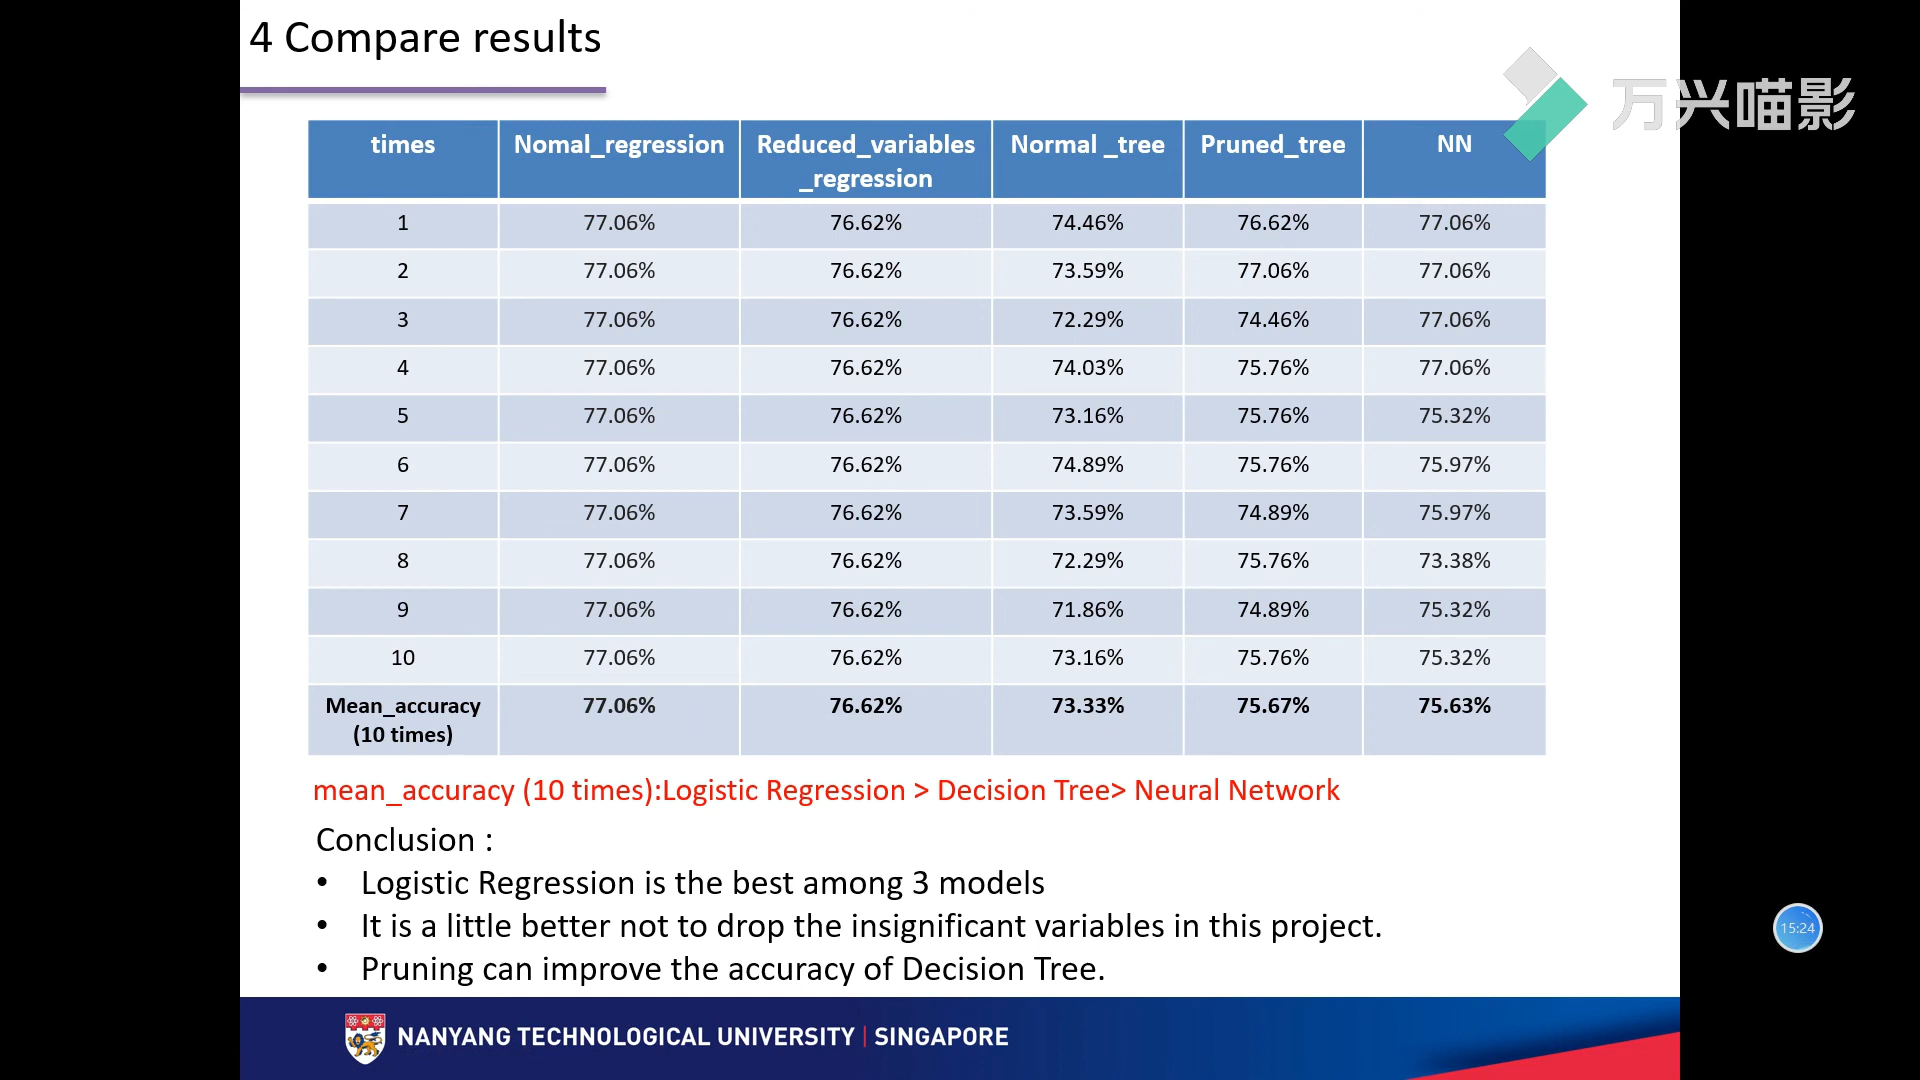 4 Compare results
万兴喵影
times Nomal_regression Reduced_variables Normal _tree Pruned_tree NN
_regression
1 77.06% 76.62% 74.46% 76.62% 77.06%
2 77.06% 76.62% 73.59% 77.06% 77.06%
3 77.06% 76.62% 72.29% 74.46% 77.06%
4 77.06% 76.62% 74.03% 75.76% 77.06%
5 77.06% 76.62% 73.16% 75.76% 75.32%
6 77.06% 76.62% 74.89% 75.76% 75.97%
7 77.06% 76.62% 73.59% 74.89% 75.97%
8 77.06% 76.62% 72.29% 75.76% 73.38%
9 77.06% 76.62% 71.86% 74.89% 75.32%
10 77.06% 76.62% 73.16% 75.76% 75.32%
Mean_accuracy 77.06% 76.62% 73.33% 75.67% 75.63%
(10 times)
mean_accuracy (10 times):Logistic Regression > Decision Tree> Neural Network
Conclusion :
• Logistic Regression is the best among 3 models
• It is a little better not to drop the insignificant variables in this project.
• Pruning can improve the accuracy of Decision Tree.
15:24
NANYANG TECHNOLOGICAL UNIVERSITY | SINGAPORE